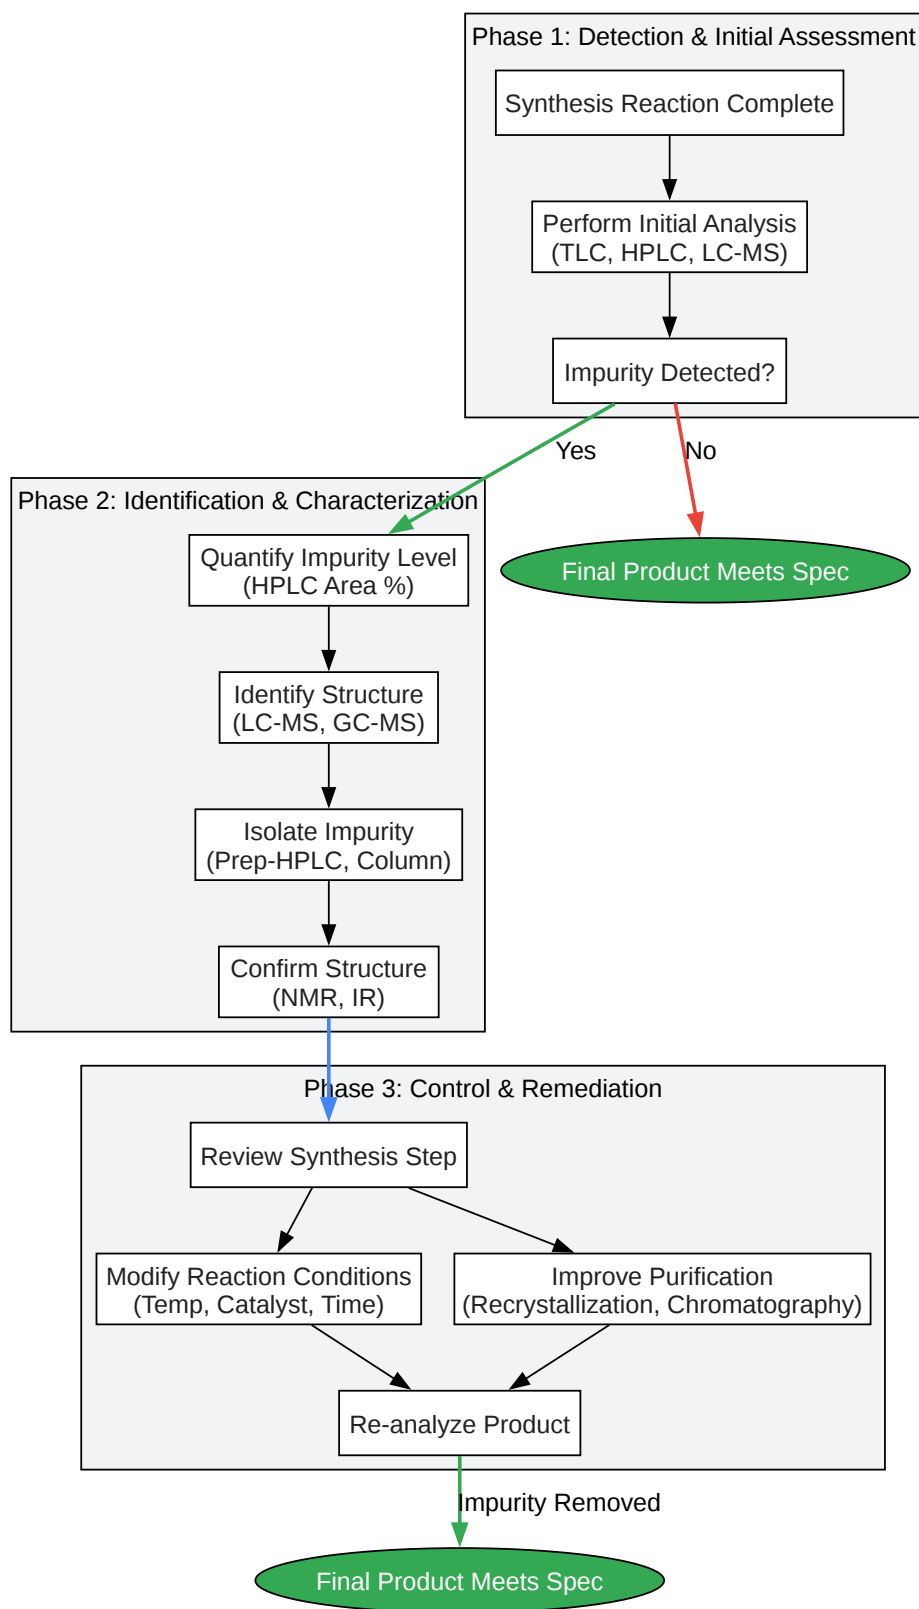 Phase 1: Detection & Initial Assessment
Synthesis Reaction Complete
Perform Initial Analysis
(TLC, HPLC, LC-MS)
Impurity Detected?
Yes
No
Phase 2: Identification & Characterization
Quantify Impurity Level
(HPLC Area %)
Final Product Meets Spec
Identify Structure
(LC-MS, GC-MS)
Isolate Impurity
(Prep-HPLC, Column)
Confirm Structure
(NMR, IR)
Phase 3: Control & Remediation
Review Synthesis Step
Modify Reaction Conditions
(Temp, Catalyst, Time)
Improve Purification
(Recrystallization, Chromatography)
Re-analyze Product
Impurity Removed
Final Product Meets Spec